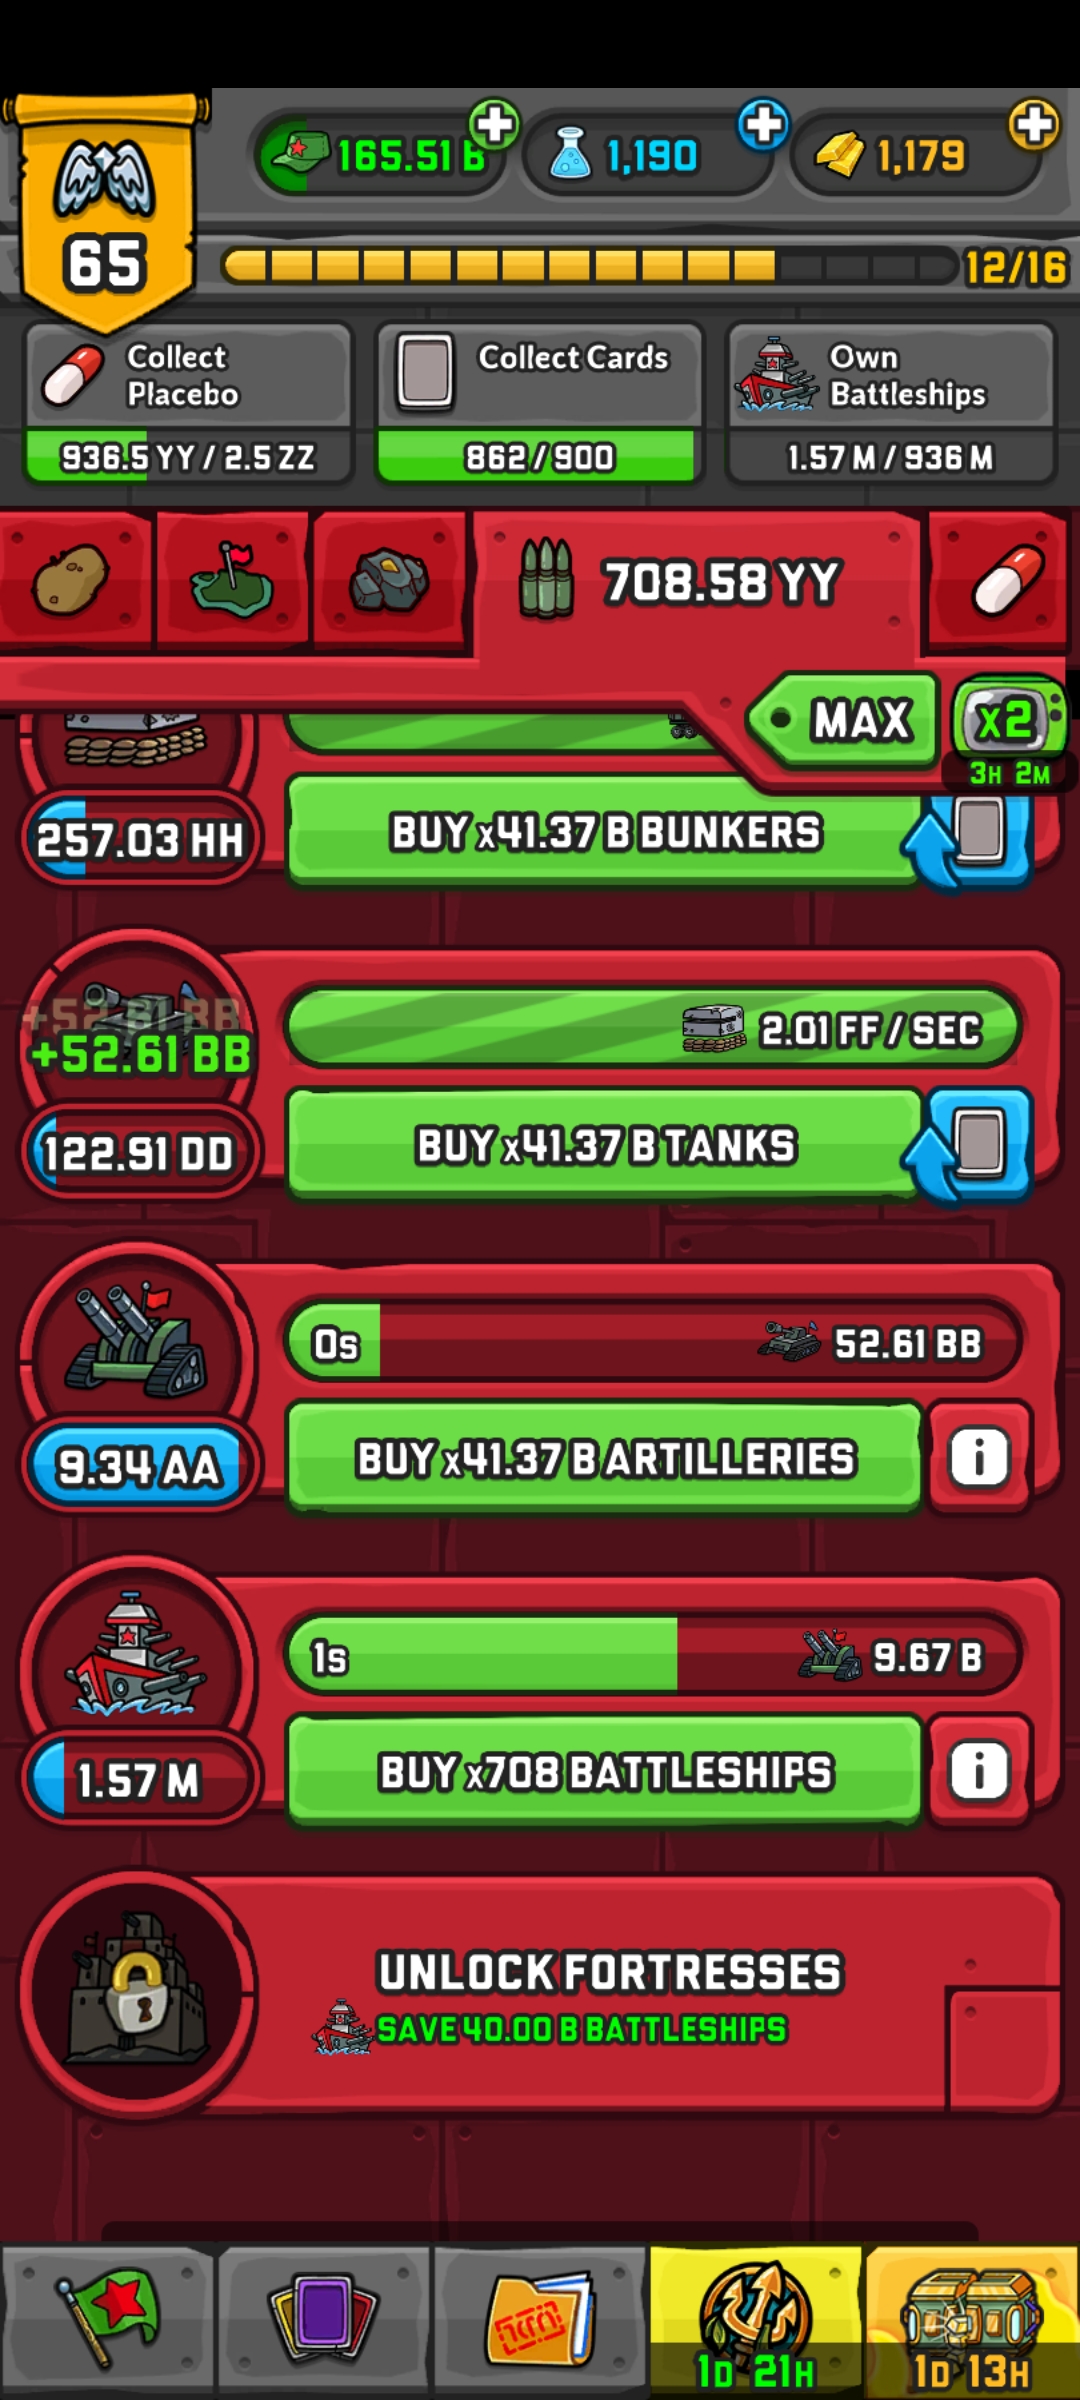 165.51 B
1,190
1,179
65
12/16
Collect
Placebo
936.5 YY / 2.5 ZZ
Collect Cards
862/900
Own
Battleships
1.57 M / 936 M
708.58 YY
MAX
x2
3H 2M
257.03 HH
BUY x41.37 B BUNKERS
+52.61 BB
+52.61 BB
2.01 FF / SEC
122.91 DD
BUY x41.37 B TANKS
0s
52.61 BB
9.34 AA
BUY x41.37 B ARTILLERIES
i
1s
9.67 B
1.57 M
BUY x708 BATTLESHIPS
i
UNLOCK FORTRESSES
SAVE 40.00 B BATTLESHIPS
1D 21H
1D 13H